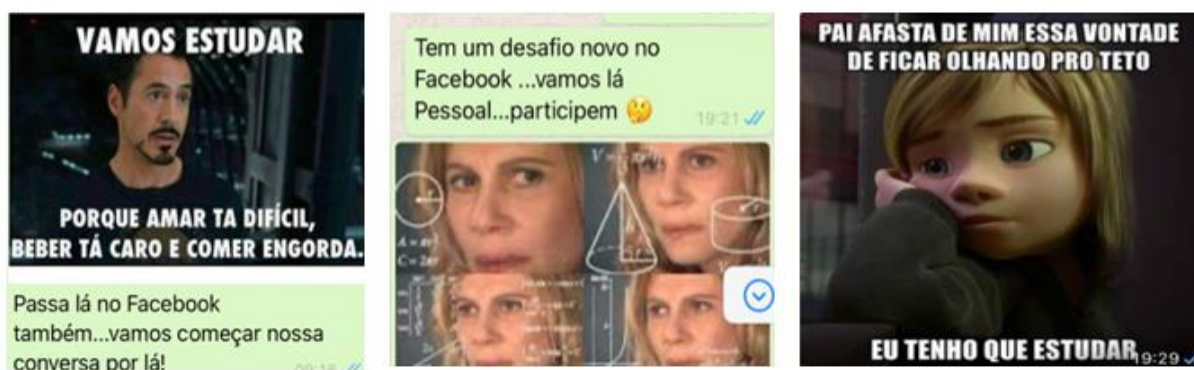 VAMOS ESTUDAR
PORQUE AMAR TA DIFÍCIL,
BEBER TÁ CARO E COMER ENGORDA.
Passa lá no Facebook
também...vamos começar nossa
conversa por lá!
Tem um desafio novo no
Facebook ...vamos lá
Pessoal...participem 🤔
19:21
V=
A=
C=
PAI AFASTA DE MIM ESSA VONTADE
DE FICAR OLHANDO PRO TETO
EU TENHO QUE ESTUDAR
19:29